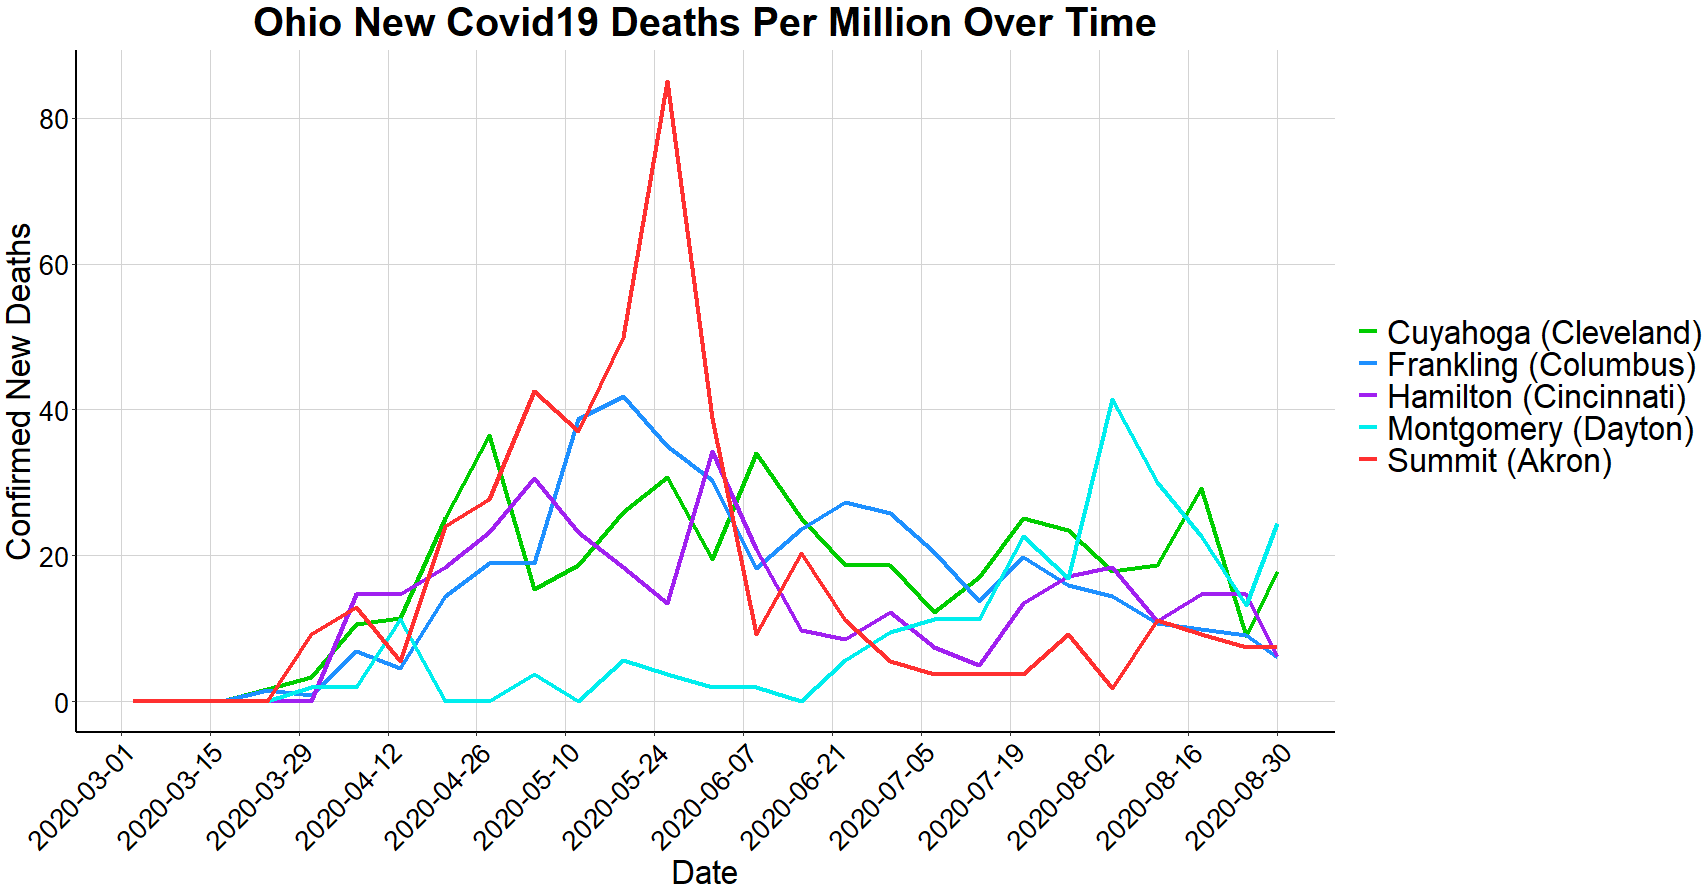 Ohio New Covid19 Deaths Per Million Over Time
Confirmed New Deaths
80
60
40
20
0
2020-03-01
2020-03-15
2020-03-29
2020-04-12
2020-04-26
2020-05-10
2020-05-24
2020-06-07
2020-06-21
2020-07-05
2020-07-19
2020-08-02
2020-08-16
2020-08-30
Date
Cuyahoga (Cleveland)
Frankling (Columbus)
Hamilton (Cincinnati)
Montgomery (Dayton)
Summit (Akron)